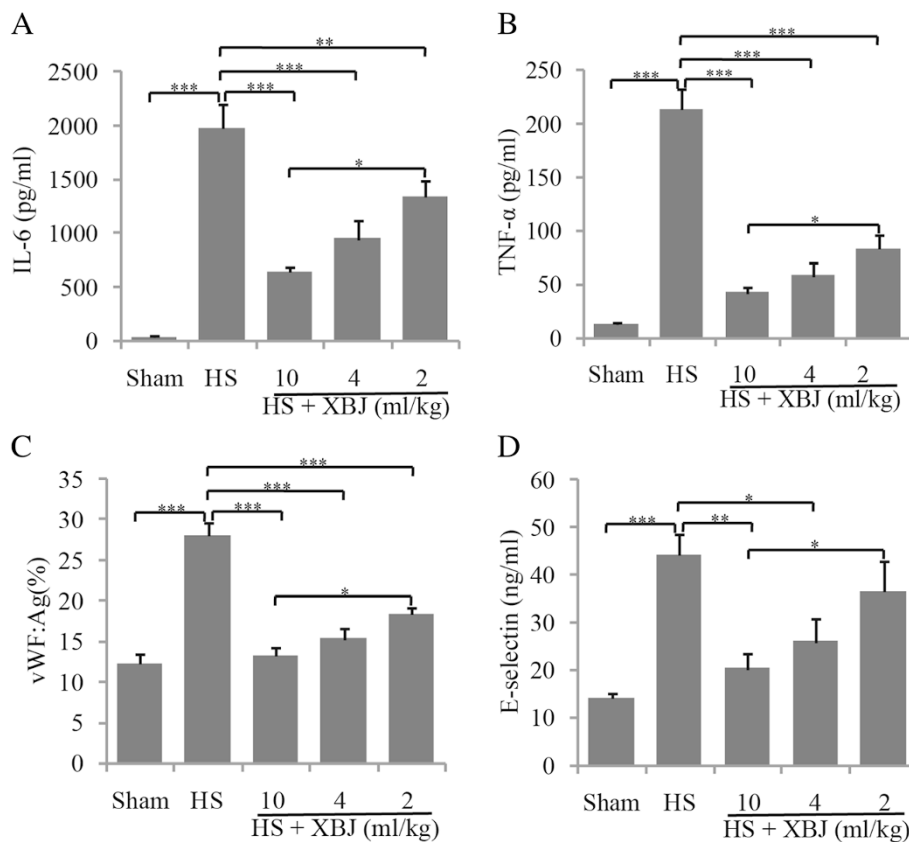 A
IL-6 (pg/ml)
2500
2000
1500
1000
500
0
**
***
*** ***
*
Sham HS 10 4 2
HS + XBJ (ml/kg)
B
TNF-α (pg/ml)
250
200
150
100
50
0
***
***
*** ***
*
Sham HS 10 4 2
HS + XBJ (ml/kg)
C
vWF:Ag(%)
35
30
25
20
15
10
5
0
***
***
*** ***
*
Sham HS 10 4 2
HS + XBJ (ml/kg)
D
E-selectin (ng/ml)
60
50
40
30
20
10
0
*
*** **
*
Sham HS 10 4 2
HS + XBJ (ml/kg)